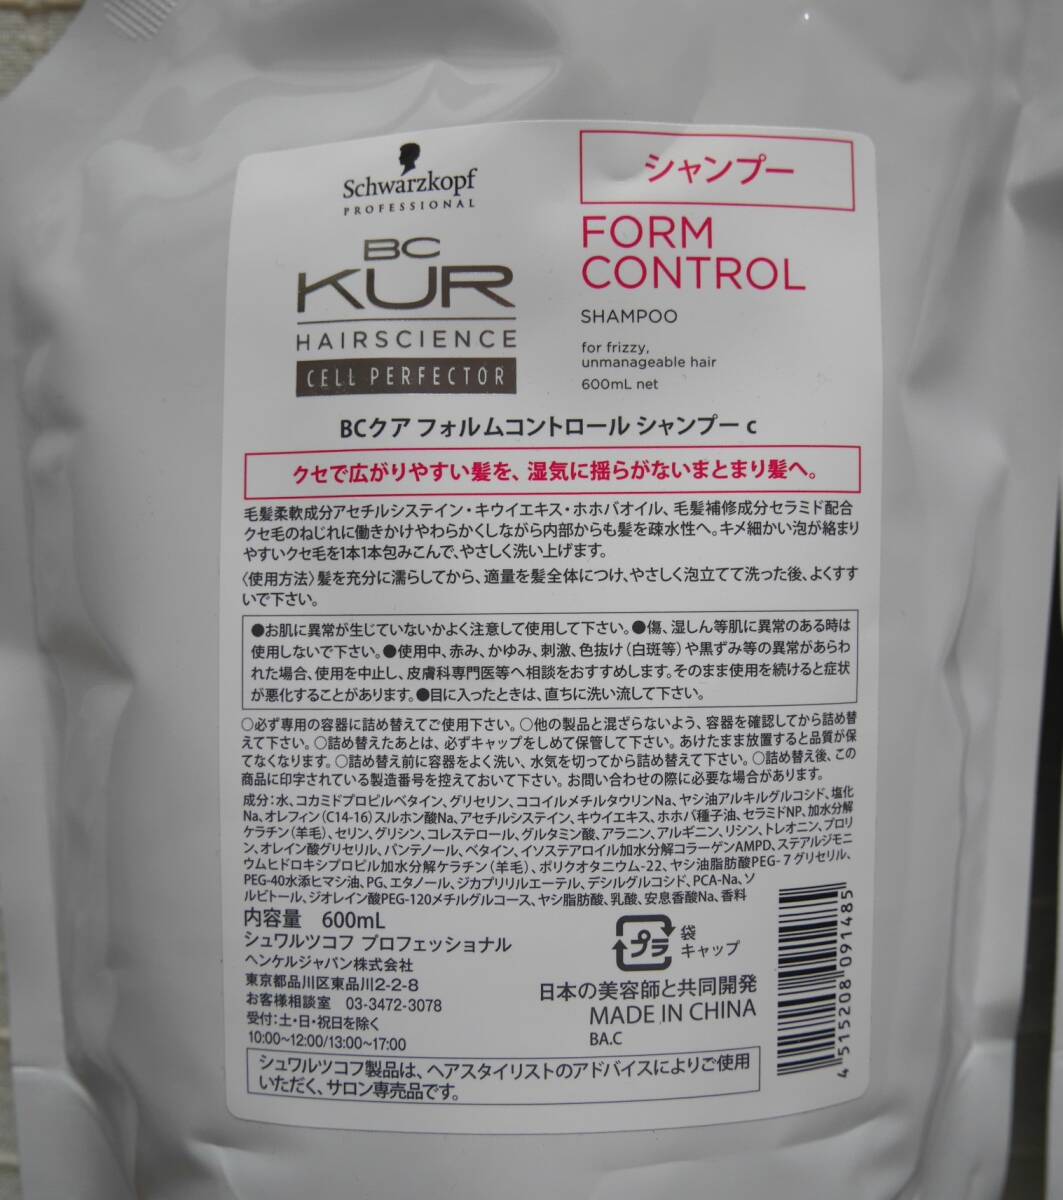 Schwarzkopf
PROFESSIONAL
BC
KUR
HAIRSCIENCE
CELL PERFECTOR
シャンプー
FORM
CONTROL
SHAMPOO
for frizzy,
unmanageable hair
600mL net
BCクア フォルムコントロール シャンプー c
クセで広がりやすい髪を、湿気に揺らがないまとまり髪へ。
毛髪柔軟成分アセチルシステイン・キウイエキス・ホホバオイル、毛髪補修成分セラミド配合
クセ毛のねじれに働きかけやわらかくしながら内部からも髪を疎水性へ。キメ細かい泡が絡まり
やすいクセ毛を1本1本包みこんで、やさしく洗い上げます。
〈使用方法〉髪を充分に濡らしてから、適量を髪全体につけ、やさしく泡立てて洗った後、よくすす
いで下さい。
●お肌に異常が生じていないかよく注意して使用して下さい。●傷、湿しん等肌に異常のある時は
使用しないで下さい。●使用中、赤み、かゆみ、刺激、色抜け（白斑等）や黒ずみ等の異常があらわ
れた場合、使用を中止し、皮膚科専門医等へ相談をおすすめします。そのまま使用を続けると症状
が悪化することがあります。●目に入ったときは、直ちに洗い流して下さい。
○必ず専用の容器に詰め替えてご使用下さい。○他の製品と混ざらないよう、容器を確認してから詰め替
えて下さい。○詰め替えたあとは、必ずキャップをしめて保管して下さい。あけたまま放置すると品質が保
てなくなります。○詰め替え前に容器をよく洗い、水気を切ってから詰め替えて下さい。○詰め替え後、この
商品に印字されている製造番号を控えておいて下さい。お問い合わせの際に必要な場合があります。
成分：水、コカミドプロピルベタイン、グリセリン、ココイルメチルタウリンNa、ヤシ油アルキルグルコシド、塩化
Na、オレフィン（C14-16）スルホン酸Na、アセチルシステイン、キウイエキス、ホホバ種子油、セラミドNP、加水分解
ケラチン（羊毛）、セリン、グリシン、コレステロール、グルタミン酸、アラニン、アルギニン、リシン、トレオニン、プロリ
ン、オレイン酸グリセリル、パンテノール、ベタイン、イソステアロイル加水分解コラーゲンAMPD、ステアルジモニ
ウムヒドロキシプロピル加水分解ケラチン（羊毛）、ポリクオタニウム-22、ヤシ油脂肪酸PEG-7グリセリル、
PEG-40水添ヒマシ油、PG、エタノール、ジカプリリルエーテル、デシルグルコシド、PCA-Na、ソ
ルビトール、ジオレイン酸PEG-120メチルグルコース、ヤシ脂肪酸、乳酸、安息香酸Na、香料
内容量 600mL
シュワルツコフ プロフェッショナル
ヘンケルジャパン株式会社
東京都品川区東品川2-2-8
お客様相談室 03-3472-3078
受付：土・日・祝日を除く
10:00~12:00/13:00~17:00
プラ
袋
キャップ
日本の美容師と共同開発
MADE IN CHINA
BA.C
4 515208 091485
シュワルツコフ製品は、ヘアスタイリストのアドバイスによりご使用
いただく、サロン専売品です。